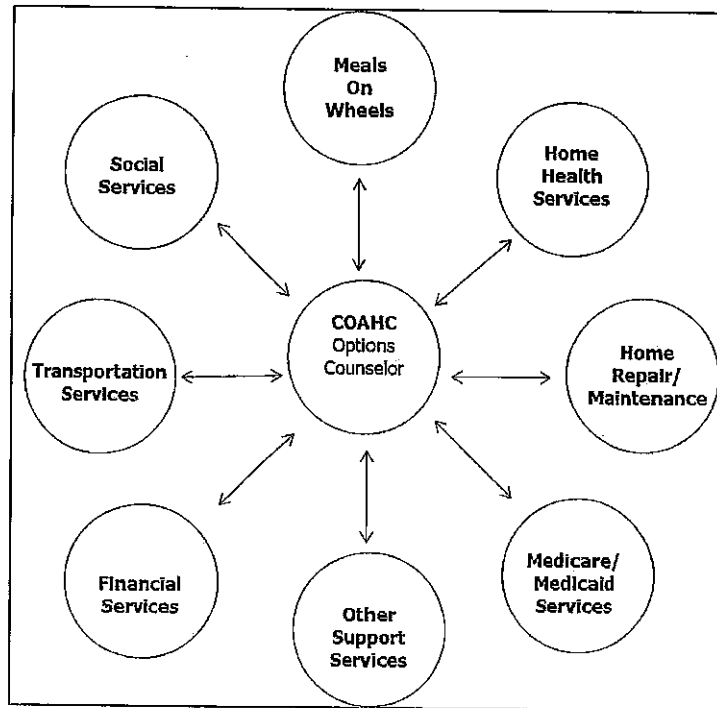 Meals
On
Wheels
Social
Services
Home
Health
Services
COAHC
Options
Counselor
Transportation
Services
Home
Repair/
Maintenance
Financial
Services
Other
Support
Services
Medicare/
Medicaid
Services